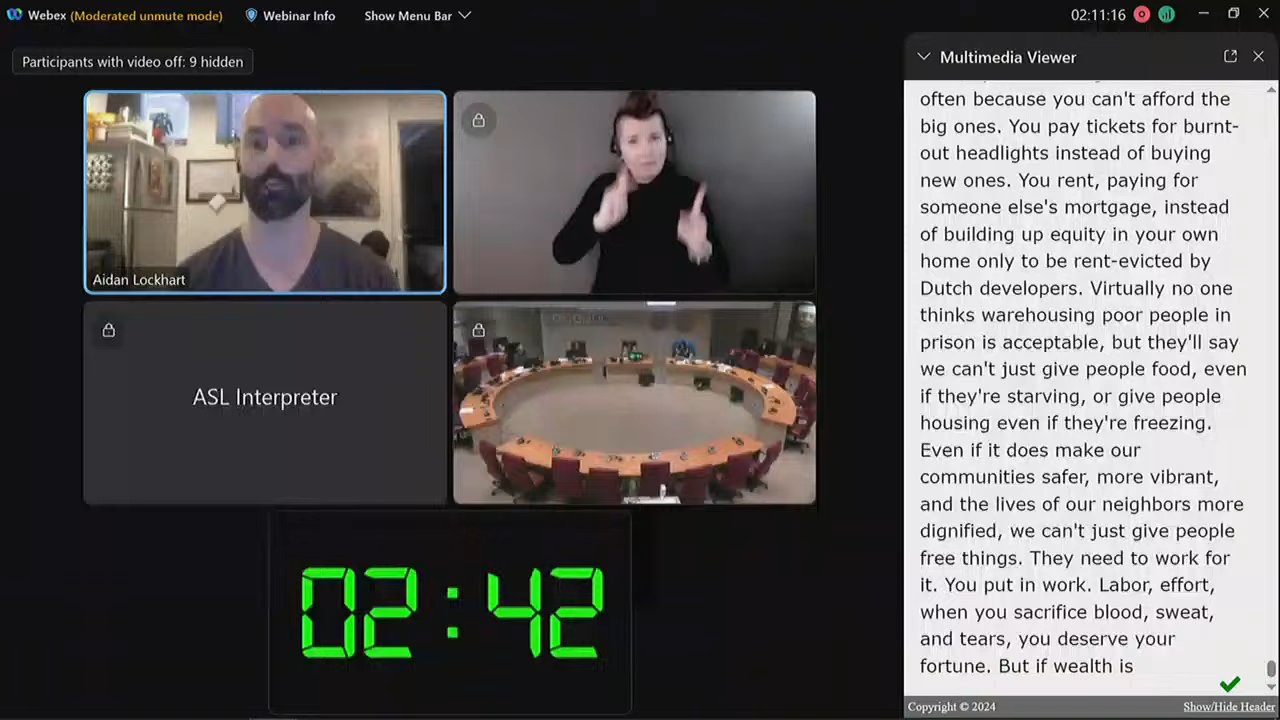 Webex (Moderated unmute mode) Webinar Info Show Menu Bar 02:11:16
Participants with video off: 9 hidden
Aidan Lockhart
ASL Interpreter
02:42
Multimedia Viewer
often because you can't afford the
big ones. You pay tickets for burnt-
out headlights instead of buying
new ones. You rent, paying for
someone else's mortgage, instead
of building up equity in your own
home only to be rent-evicted by
Dutch developers. Virtually no one
thinks warehousing poor people in
prison is acceptable, but they'll say
we can't just give people food, even
if they're starving, or give people
housing even if they're freezing.
Even if it does make our
communities safer, more vibrant,
and the lives of our neighbors more
dignified, we can't just give people
free things. They need to work for
it. You put in work. Labor, effort,
when you sacrifice blood, sweat,
and tears, you deserve your
fortune. But if wealth is
Copyright © 2024 Show/Hide Header